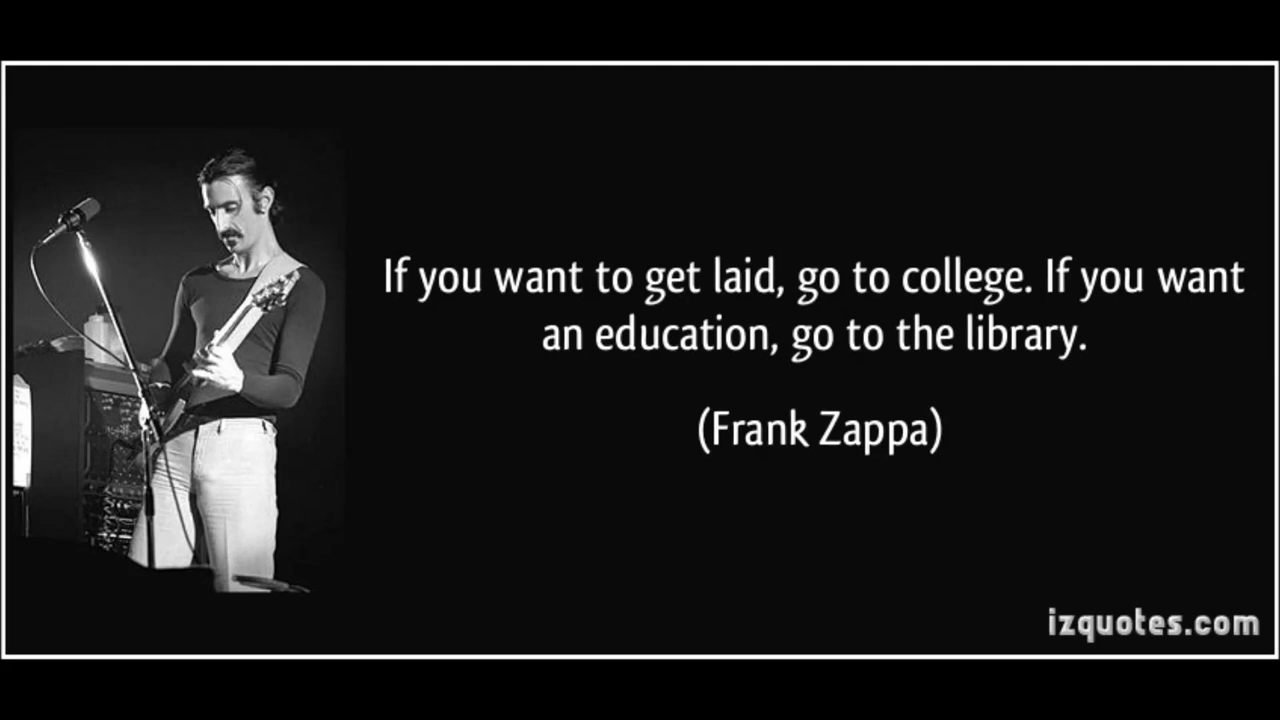 If you want to get laid, go to college. If you want
an education, go to the library.
(Frank Zappa)
izquotes.com